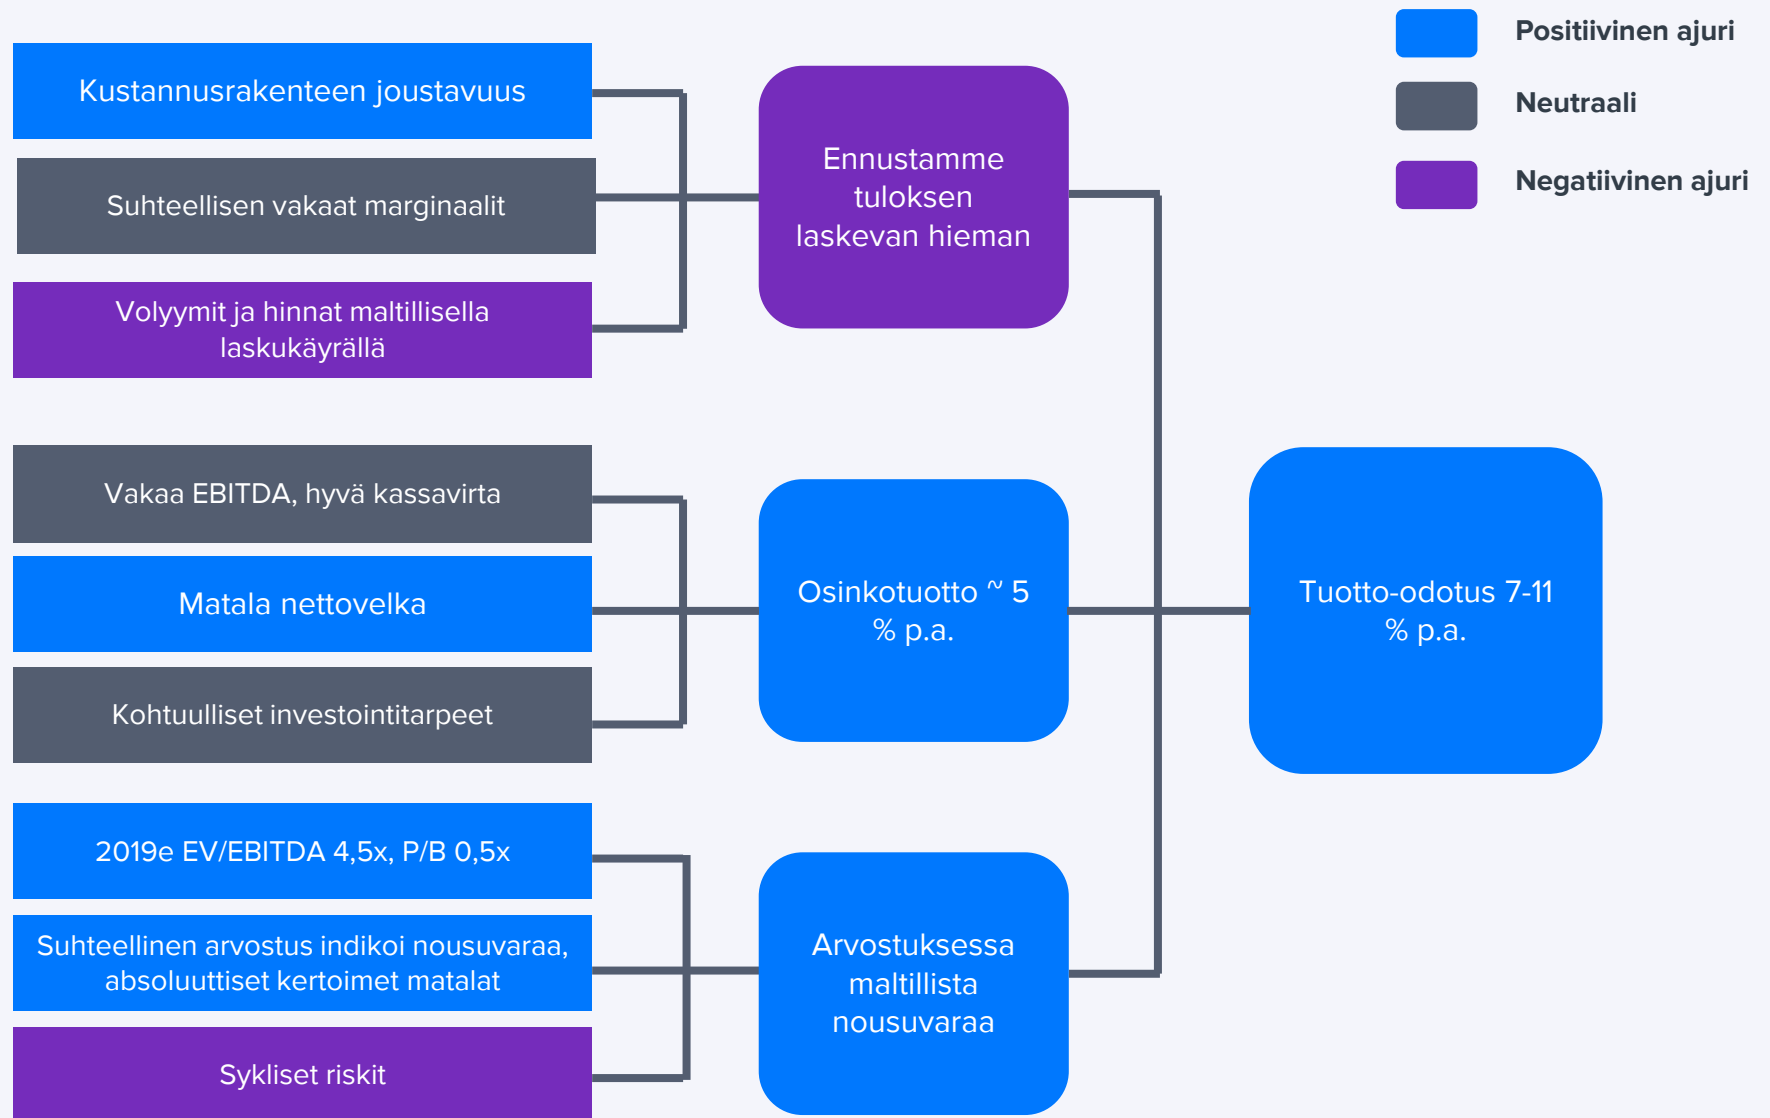 Positiivinen ajuri
Neutraali
Negatiivinen ajuri
Kustannusrakenteen joustavuus
Suhteellisen vakaat marginaalit
Volyymit ja hinnat maltillisella
laskukäyrällä
Ennustamme
tuloksen
laskevan hieman
Vakaa EBITDA, hyvä kassavirta
Matala nettovelka
Kohtuulliset investointitarpeet
Osinkotuotto ~ 5
% p.a.
Tuotto-odotus 7-11
% p.a.
2019e EV/EBITDA 4,5x, P/B 0,5x
Suhteellinen arvostus indikoi nousuvaraa,
absoluuttiset kertoimet matalat
Sykliset riskit
Arvostuksessa
maltillista
nousuvaraa